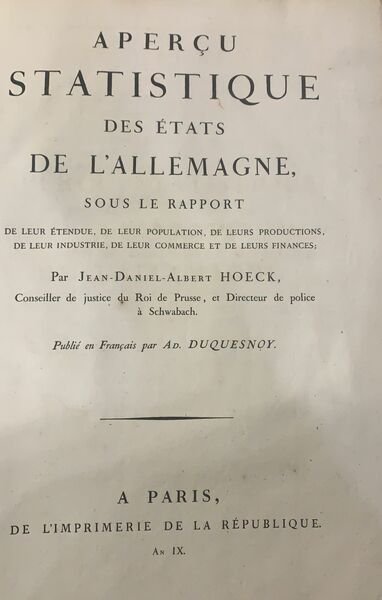 APERÇU
STATISTIQUE
DES ÉTATS
DE L'ALLEMAGNE,
SOUS LE RAPPORT
DE LEUR ÉTENDUE, DE LEUR POPULATION, DE LEURS PRODUCTIONS,
DE LEUR INDUSTRIE, DE LEUR COMMERCE ET DE LEURS FINANCES;
Par JEAN-DANIEL-ALBERT HOECK,
Conseiller de justice du Roi de Prusse, et Directeur de police
à Schwabach.
Publié en Français par AD. DUQUESNOY.
A PARIS,
DE L'IMPRIMERIE DE LA RÉPUBLIQUE.
AN IX.